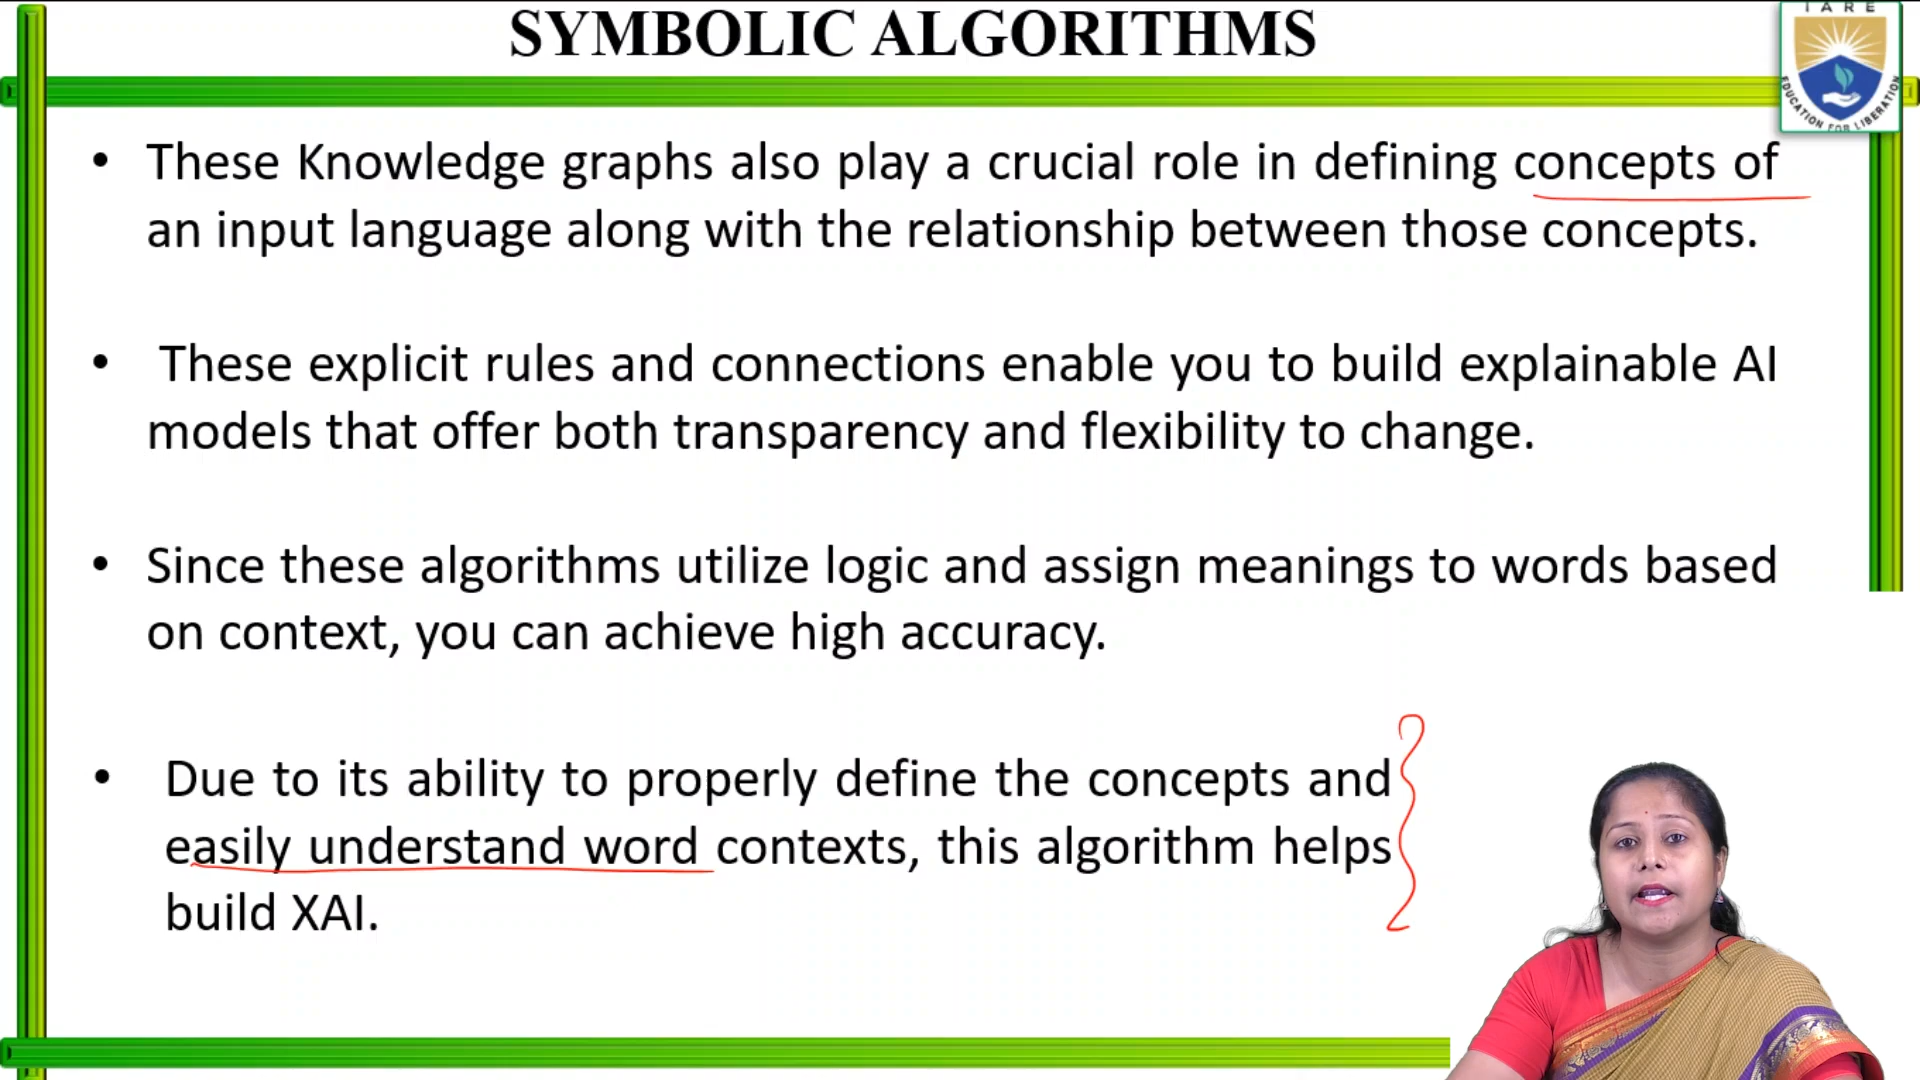 SYMBOLIC ALGORITHMS
IARE
EDUCATION FOR LIBERATION
• These Knowledge graphs also play a crucial role in defining concepts of
an input language along with the relationship between those concepts.
• These explicit rules and connections enable you to build explainable AI
models that offer both transparency and flexibility to change.
• Since these algorithms utilize logic and assign meanings to words based
on context, you can achieve high accuracy.
• Due to its ability to properly define the concepts and
easily understand word contexts, this algorithm helps
build XAI.